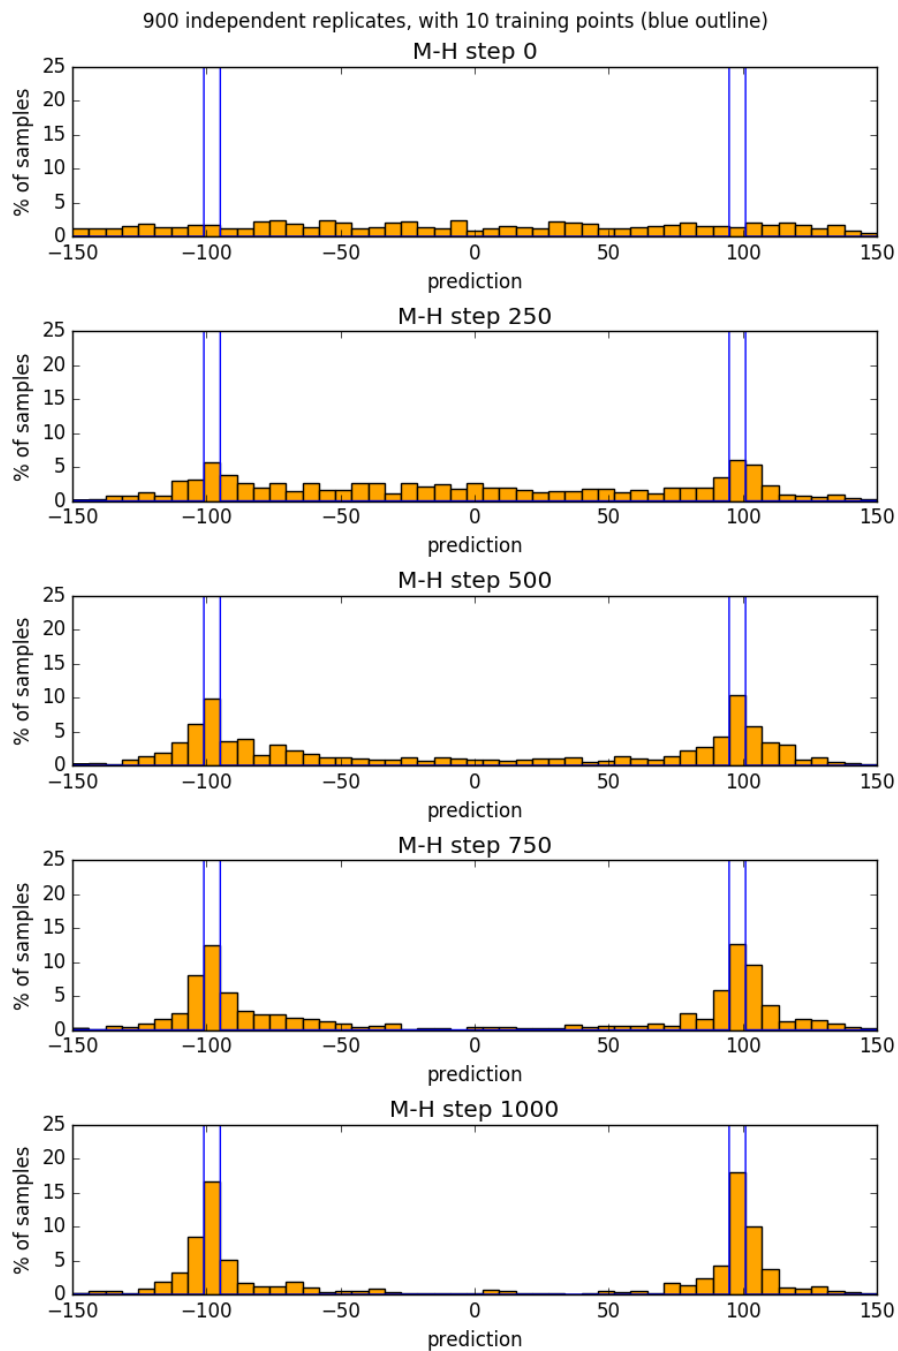 900 independent replicates, with 10 training points (blue outline)
M-H step 0
25
20
15
10
5
0
% of samples
−150 −100 −50 0 50 100 150
prediction
M-H step 250
25
20
15
10
5
0
% of samples
−150 −100 −50 0 50 100 150
prediction
M-H step 500
25
20
15
10
5
0
% of samples
−150 −100 −50 0 50 100 150
prediction
M-H step 750
25
20
15
10
5
0
% of samples
−150 −100 −50 0 50 100 150
prediction
M-H step 1000
25
20
15
10
5
0
% of samples
−150 −100 −50 0 50 100 150
prediction